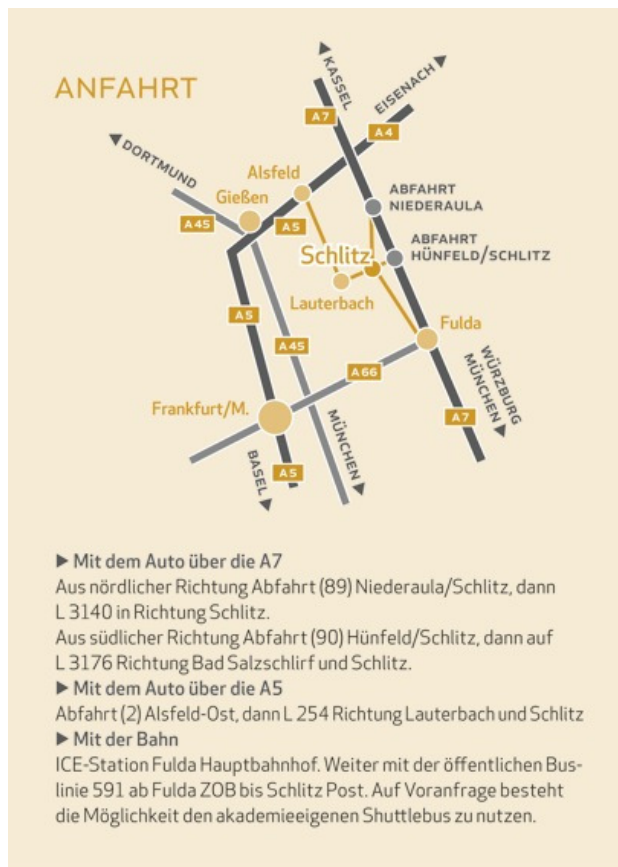 ANFAHRT
KASSEL
EISENACH
A7
A4
DORTMUND
Alsfeld
Gießen
ABFAHRT
NIEDERAULA
A45
A5
ABFAHRT
HÜNFELD/SCHLITZ
Schlitz
Lauterbach
A5
Fulda
A45
A66
WÜRZBURG
MÜNCHEN
Frankfurt/M.
A7
BASEL
A5
MÜNCHEN
▶ Mit dem Auto über die A7
Aus nördlicher Richtung Abfahrt (89) Niederaula/Schlitz, dann
L 3140 in Richtung Schlitz.
Aus südlicher Richtung Abfahrt (90) Hünfeld/Schlitz, dann auf
L 3176 Richtung Bad Salzschlirf und Schlitz.
▶ Mit dem Auto über die A5
Abfahrt (2) Alsfeld-Ost, dann L 254 Richtung Lauterbach und Schlitz
▶ Mit der Bahn
ICE-Station Fulda Hauptbahnhof. Weiter mit der öffentlichen Bus-
linie 591 ab Fulda ZOB bis Schlitz Post. Auf Voranfrage besteht
die Möglichkeit den akademieeigenen Shuttlebus zu nutzen.